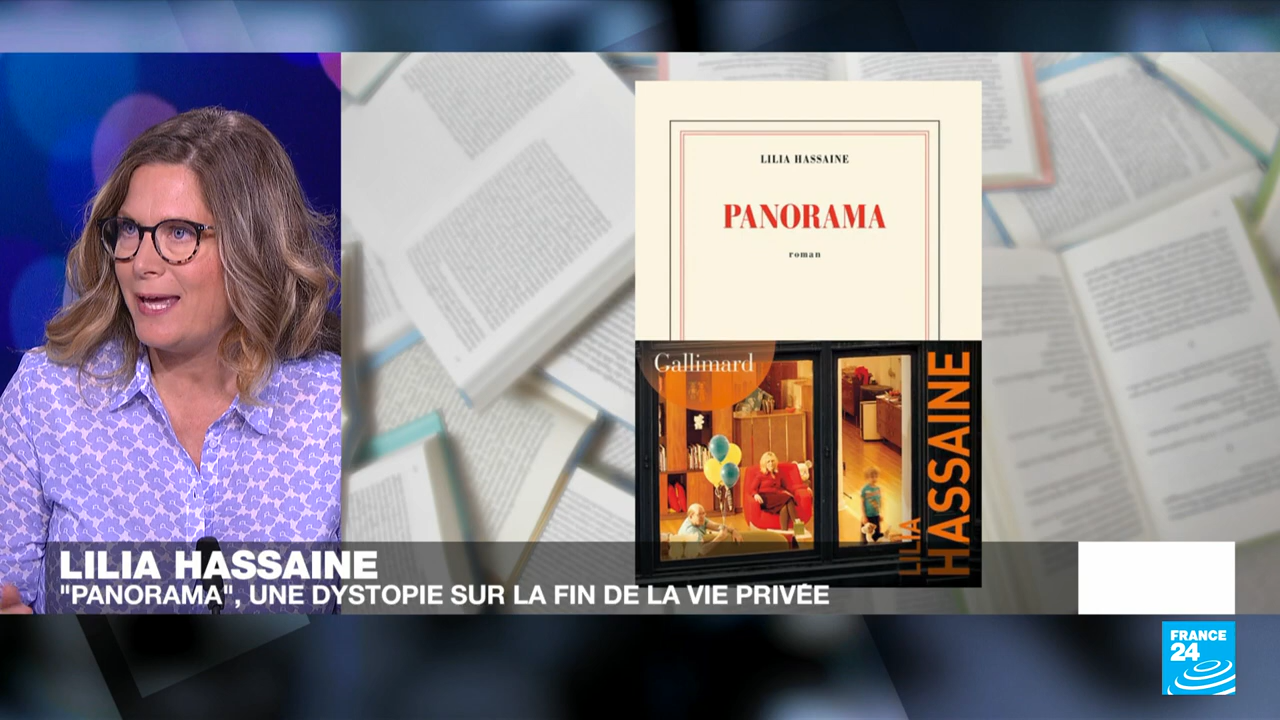 LILIA HASSAINE
PANORAMA
roman
Gallimard
LILIA
HASSAINE
LILIA HASSAINE
"PANORAMA", UNE DYSTOPIE SUR LA FIN DE LA VIE PRIVÉE
FRANCE
24